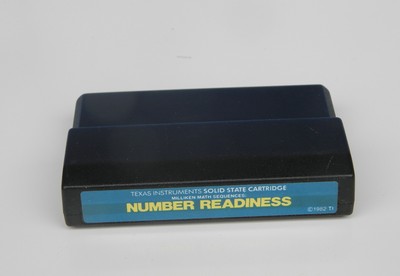 TEXAS INSTRUMENTS SOLID STATE CARTRIDGE
MILLIKEN MATH SEQUENCES:
NUMBER READINESS
©1982 TI